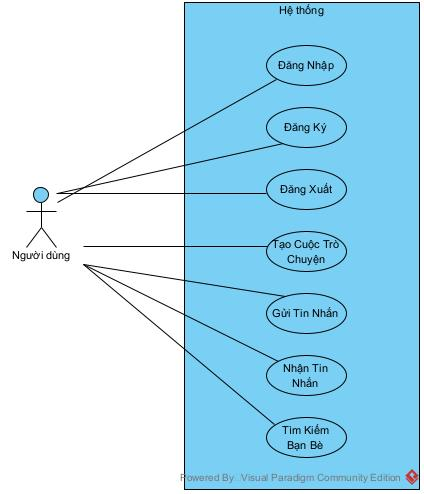 Hệ thống
Đăng Nhập
Đăng Ký
Đăng Xuất
Người dùng
Tạo Cuộc Trò
Chuyện
Gửi Tin Nhắn
Nhận Tin
Nhắn
Tìm Kiếm
Bạn Bè
Powered By Visual Paradigm Community Edition